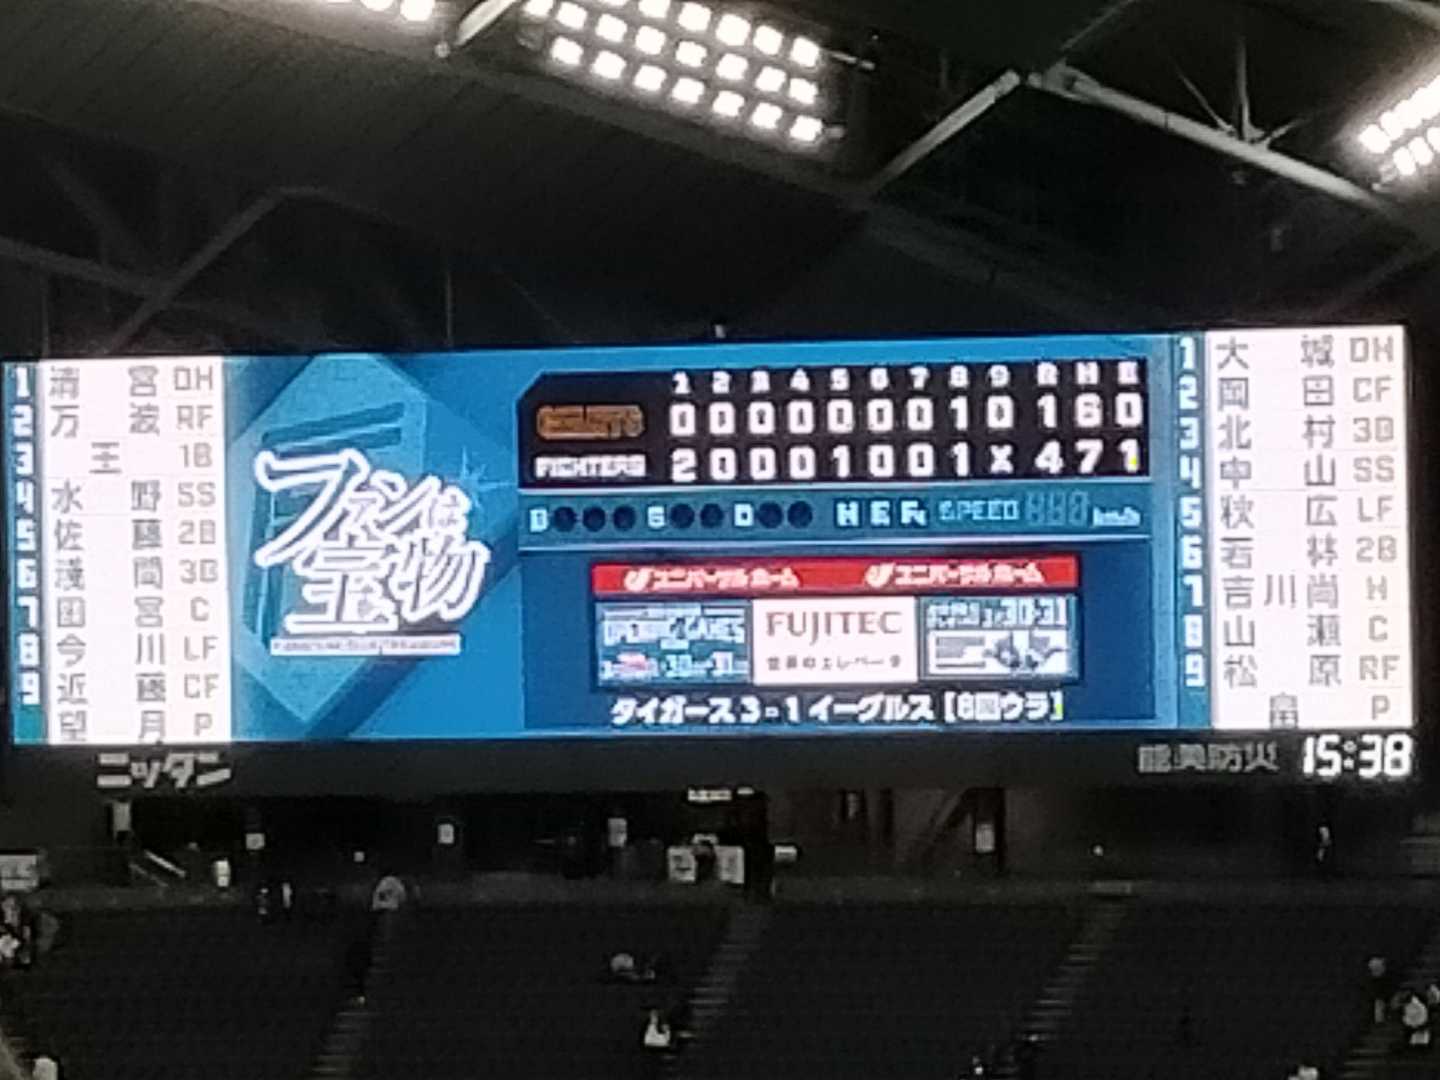 1 清宮 DH
2 万波 RF
3 王 1B
4 水野 SS
5 佐藤 2B
6 淺間 3B
7 田宮 C
8 今川 LF
9 近藤 CF
望月 P
ファンは宝物
1 2 3 4 5 6 7 8 9 R H E
GIANTS 0 0 0 0 0 0 0 1 0 1 6 0
FIGHTERS 2 0 0 0 1 0 0 1 X 4 7 1
B S O H E Fc SPEED km/h
ユニバーサルホーム ユニバーサルホーム
OPENING GAMES
FUJITEC
世界のエレベータ
30-31
タイガース 3 - 1 イーグルス [8回ウラ]
1 大城 DH
2 岡田 CF
3 北村 3B
4 中山 SS
5 秋広 LF
6 若林 2B
7 吉川尚 H
8 山瀬 C
9 松原 RF
畠 P
ニッタン
能美防災 15:38